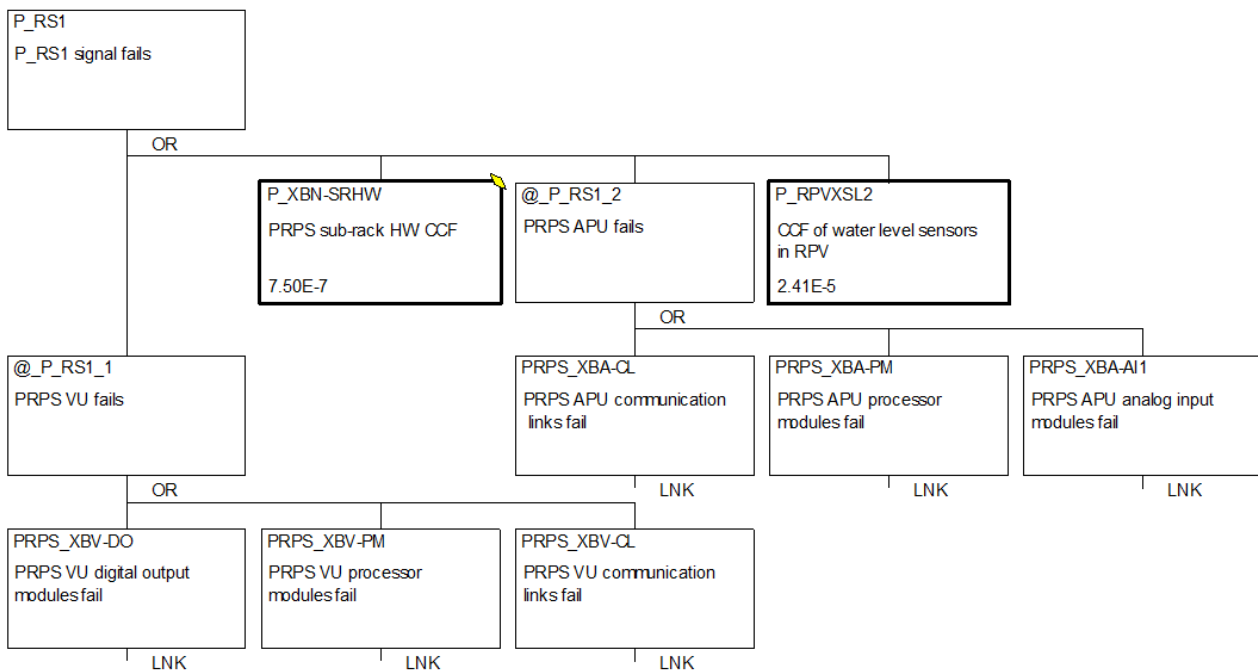 P_RS1
P_RS1 signal fails
OR
P_XBN-SRHW
PRPS sub-rack HW CCF
7.50E-7
@_P_RS1_2
PRPS APU fails
P_RPVXSL2
CCF of water level sensors
in RPV
2.41E-5
OR
@_P_RS1_1
PRPS VU fails
PRPS_XBA-CL
PRPS APU communication
links fail
PRPS_XBA-PM
PRPS APU processor
modules fail
PRPS_XBA-AI1
PRPS APU analog input
modules fail
OR
LNK
LNK
LNK
PRPS_XBV-DO
PRPS VU digital output
modules fail
PRPS_XBV-PM
PRPS VU processor
modules fail
PRPS_XBV-CL
PRPS VU communication
links fail
LNK
LNK
LNK